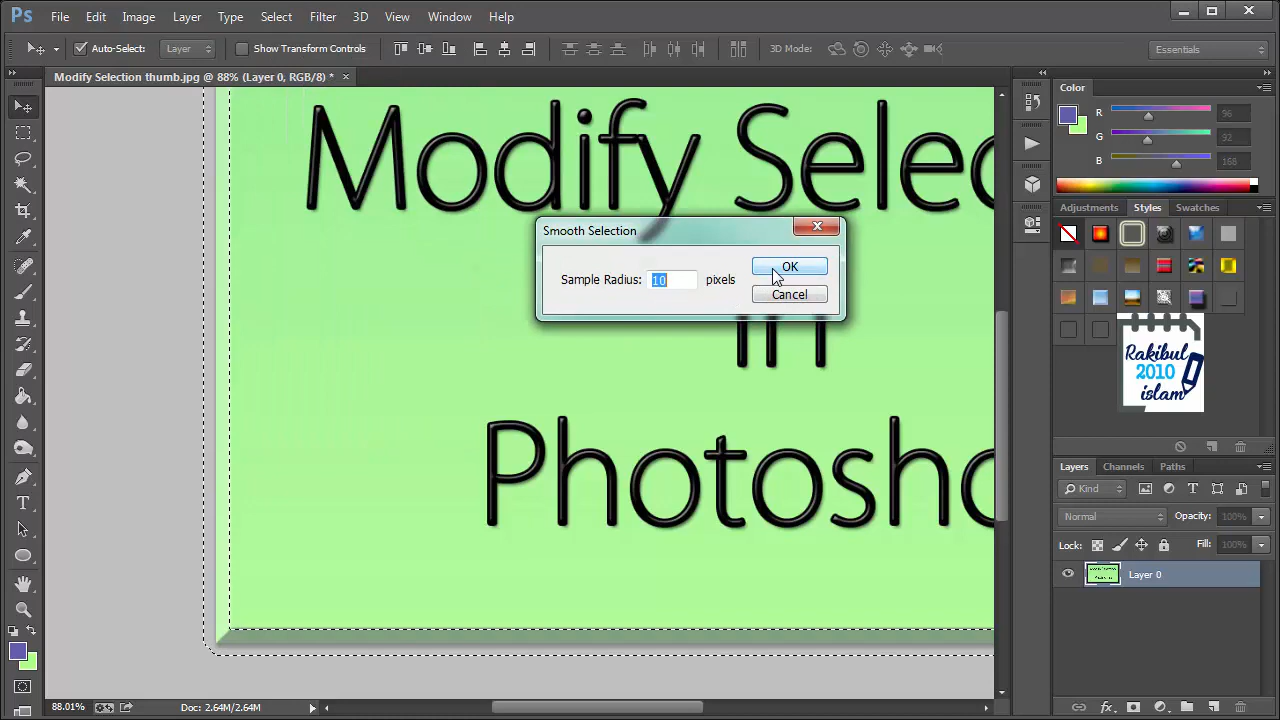 Ps File Edit Image Layer Type Select Filter 3D View Window Help
Auto-Select: Layer Show Transform Controls 3D Mode: Essentials
Modify Selection thumb.jpg @ 88% (Layer 0, RGB/8) *
Color
R 96
G 92
B 168
Modify Selec
Smooth Selection
Sample Radius: 10 pixels
OK
Cancel
in
Photosho
Adjustments Styles Swatches
Rakibul
2010
islam
Layers Channels Paths
Kind
Normal Opacity: 100%
Lock: Fill: 100%
Layer 0
fx
88.01% Doc: 2.64M/2.64M